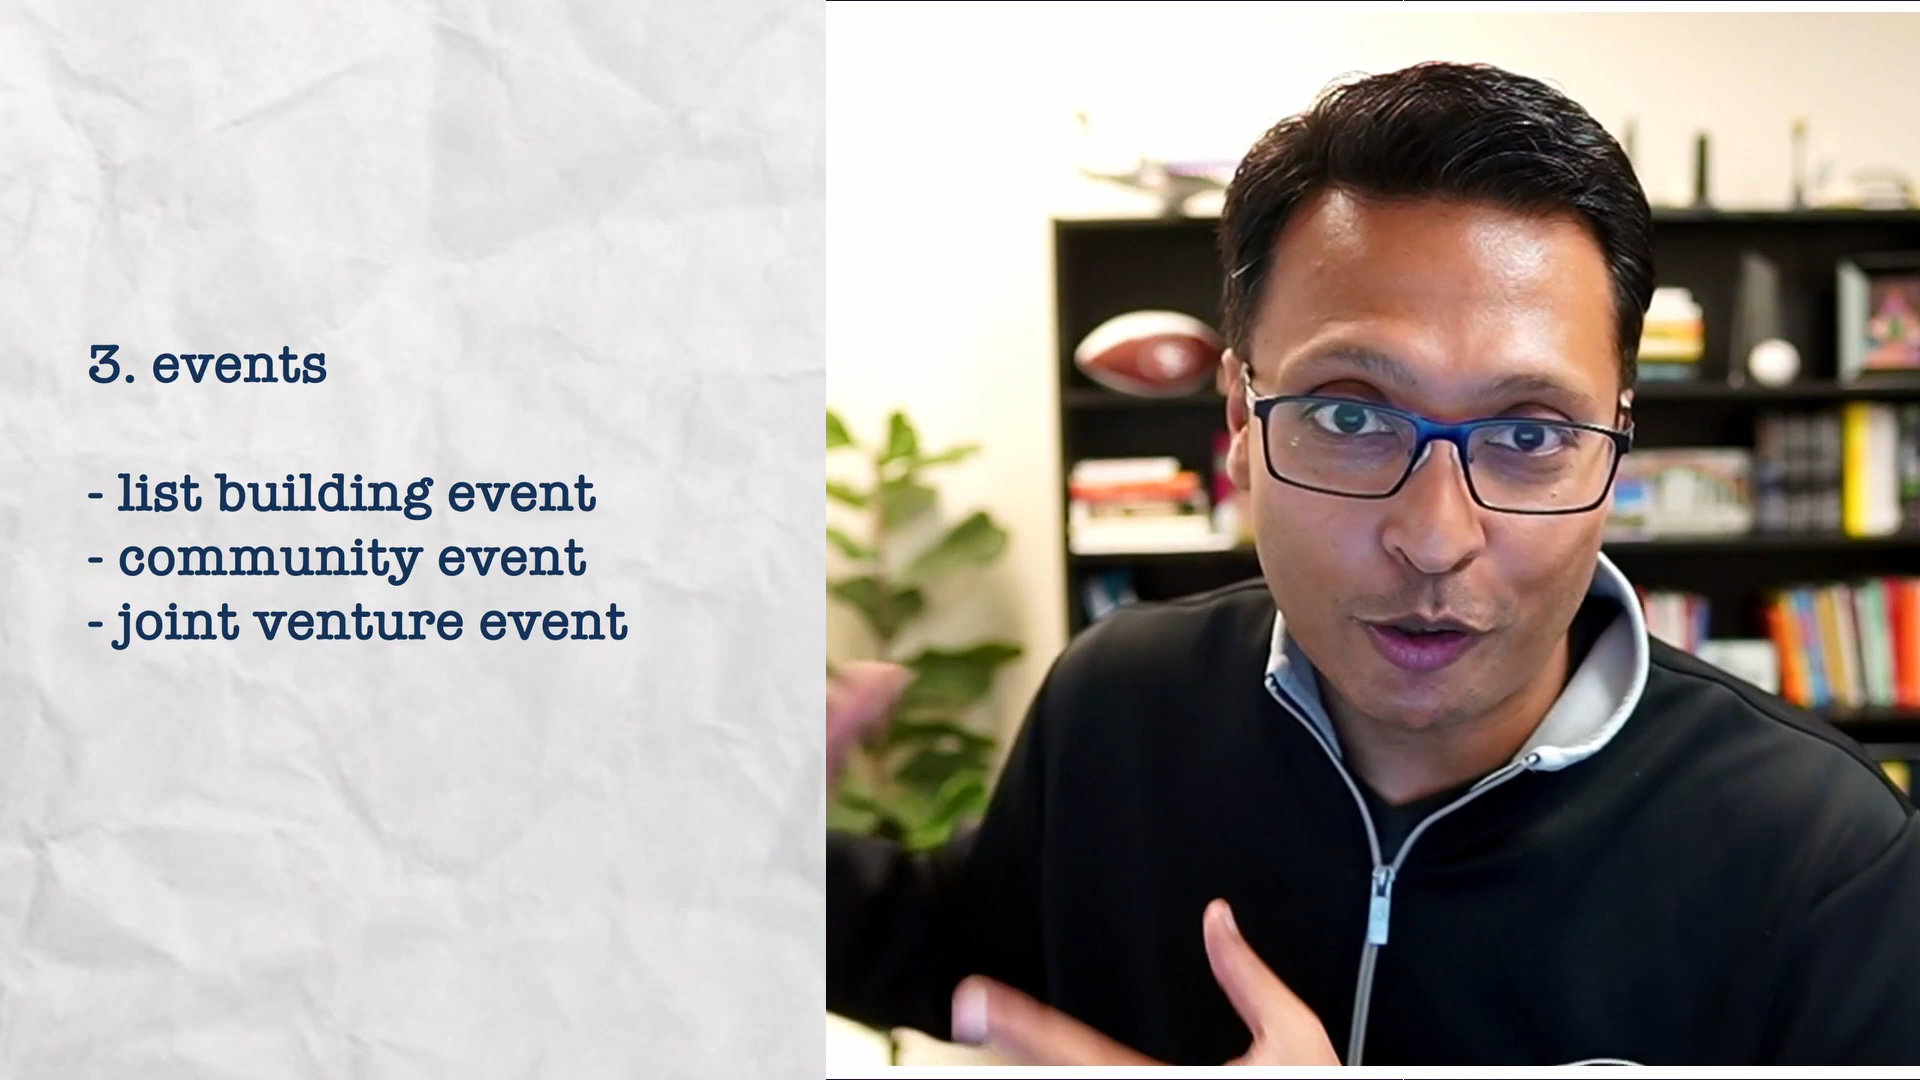 3. events
- list building event
- community event
- joint venture event